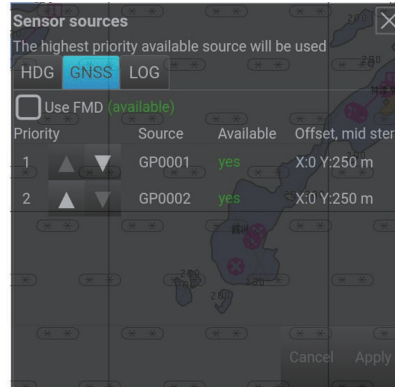 Sensor sources
The highest priority available source will be used
HDG GNSS LOG
Use FMD (available)
Priority Source Available Offset, mid ster
1 GP0001 yes X:0 Y:250 m
2 GP0002 yes X:0 Y:250 m
Cancel Apply